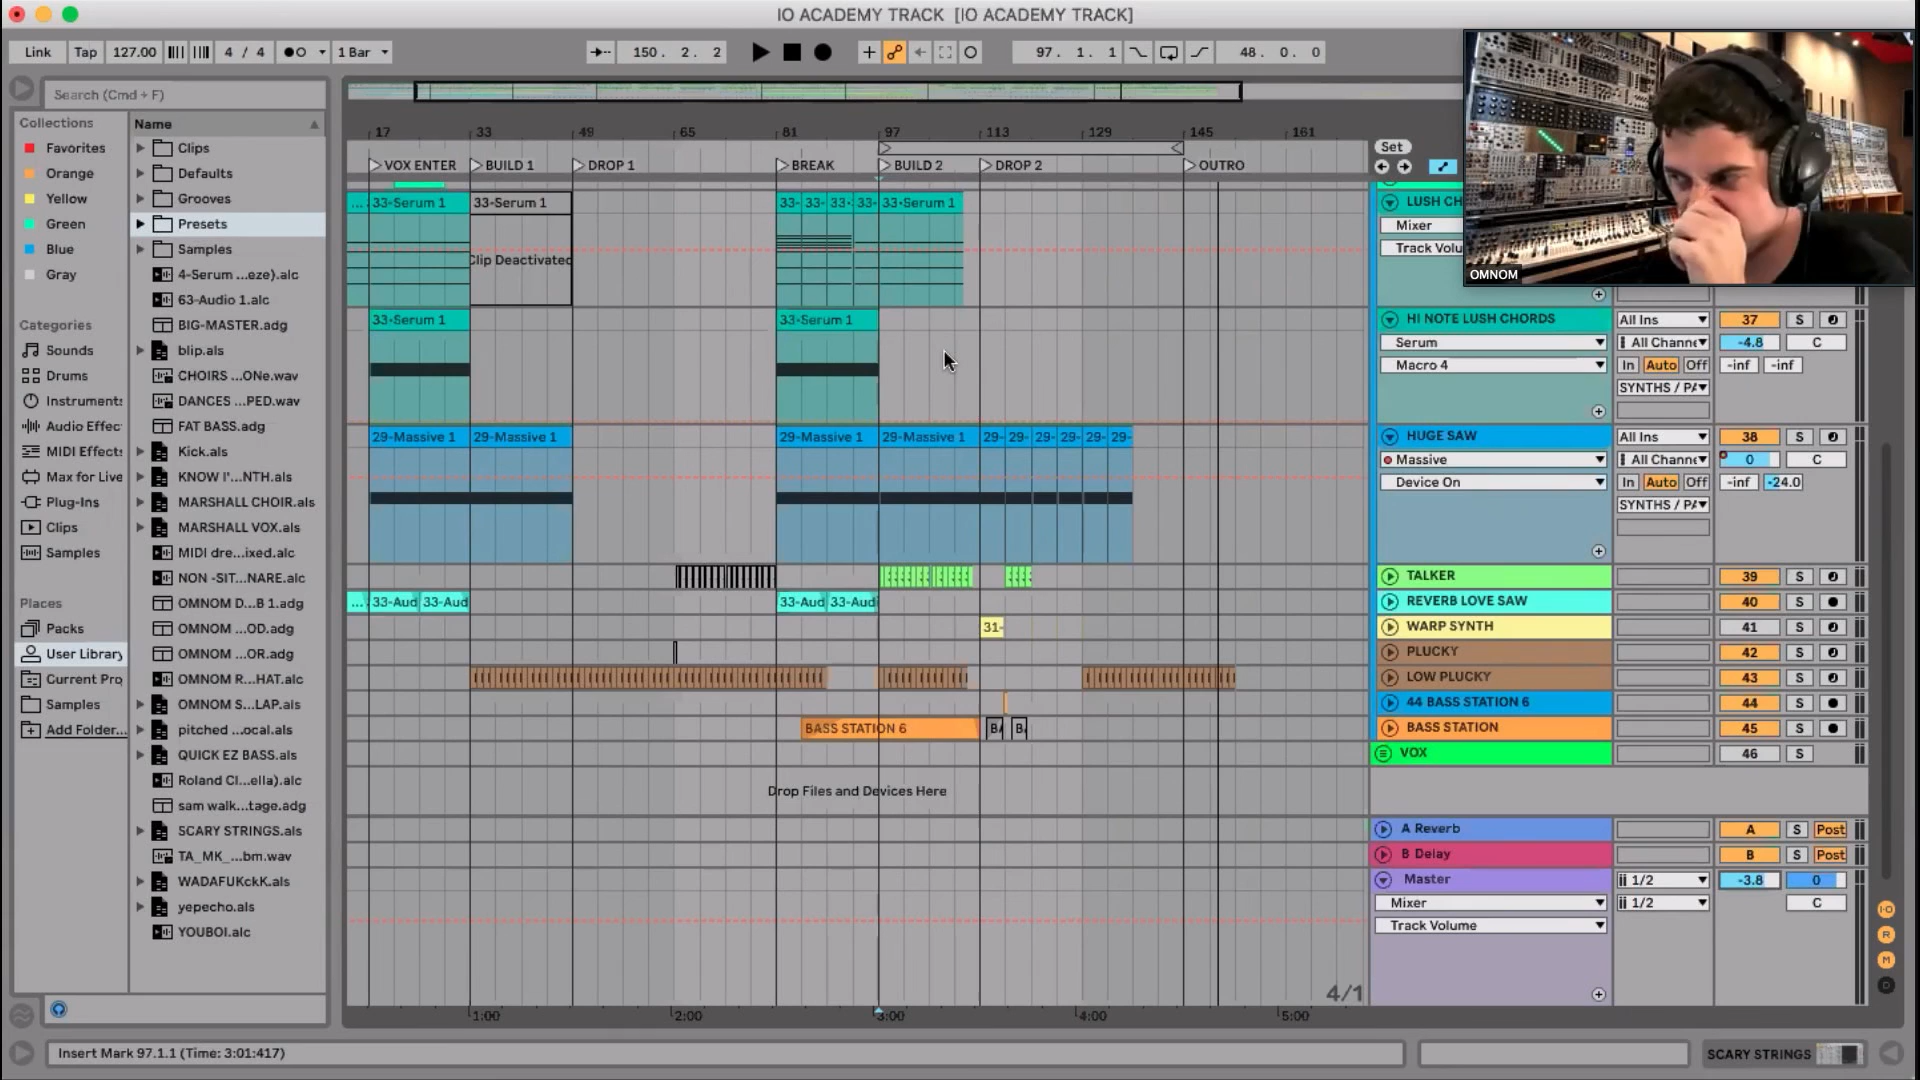 IO ACADEMY TRACK [IO ACADEMY TRACK]
Link Tap 127.00 4 / 4 1 Bar 150. 2. 2 97. 1. 1 48. 0. 0
Search (Cmd + F)
Collections
Favorites
Orange
Yellow
Green
Blue
Gray
Categories
Sounds
Drums
Instruments
Audio Effec
MIDI Effects
Max for Live
Plug-Ins
Clips
Samples
Places
Packs
User Library
Current Pro
Samples
Add Folder...
Name
Clips
Defaults
Grooves
Presets
Samples
4-Serum ...eze).alc
63-Audio 1.alc
BIG-MASTER.adg
blip.als
CHOIRS ...ONe.wav
DANCES ...PED.wav
FAT BASS.adg
Kick.als
KNOW I'...NTH.als
MARSHALL CHOIR.als
MARSHALL VOX.als
MIDI dre...ixed.alc
NON -SIT...NARE.alc
OMNOM D...B 1.adg
OMNOM ...OD.adg
OMNOM ...OR.adg
OMNOM R...HAT.alc
OMNOM S...LAP.als
pitched ...ocal.als
QUICK EZ BASS.als
Roland Cl...ella).alc
sam walk...tage.adg
SCARY STRINGS.als
TA_MK_...bm.wav
WADAFUKckK.als
yepecho.als
YOUBOI.alc
17 33 49 65 81 97 113 129 145 161
VOX ENTER BUILD 1 DROP 1 BREAK BUILD 2 DROP 2 OUTRO
... 33-Serum 1 33-Serum 1 33- 33- 33- 33- 33-Serum 1
Clip Deactivated
33-Serum 1 33-Serum 1
29-Massive 1 29-Massive 1 29-Massive 1 29-Massive 1 29- 29- 29- 29- 29- 29-
... 33-Aud 33-Aud 33-Aud 33-Audi
31-
BASS STATION 6 BA B
Drop Files and Devices Here
4/1
1:00 2:00 3:00 4:00 5:00
Set
OMNOM
LUSH CH
Mixer
Track Volu
HI NOTE LUSH CHORDS All Ins 37 S
Serum All Channe -4.8 C
Macro 4 In Auto Off -inf -inf
SYNTHS / PA
HUGE SAW All Ins 38 S
Massive All Channe 0 C
Device On In Auto Off -inf -24.0
SYNTHS / PA
TALKER 39 S
REVERB LOVE SAW 40 S
WARP SYNTH 41 S
PLUCKY 42 S
LOW PLUCKY 43 S
44 BASS STATION 6 44 S
BASS STATION 45 S
VOX 46 S
A Reverb A S Post
B Delay B S Post
Master 1/2 -3.8 0
Mixer 1/2 C
Track Volume
I-O
R
M
D
Insert Mark 97.1.1 (Time: 3:01:417)
SCARY STRINGS